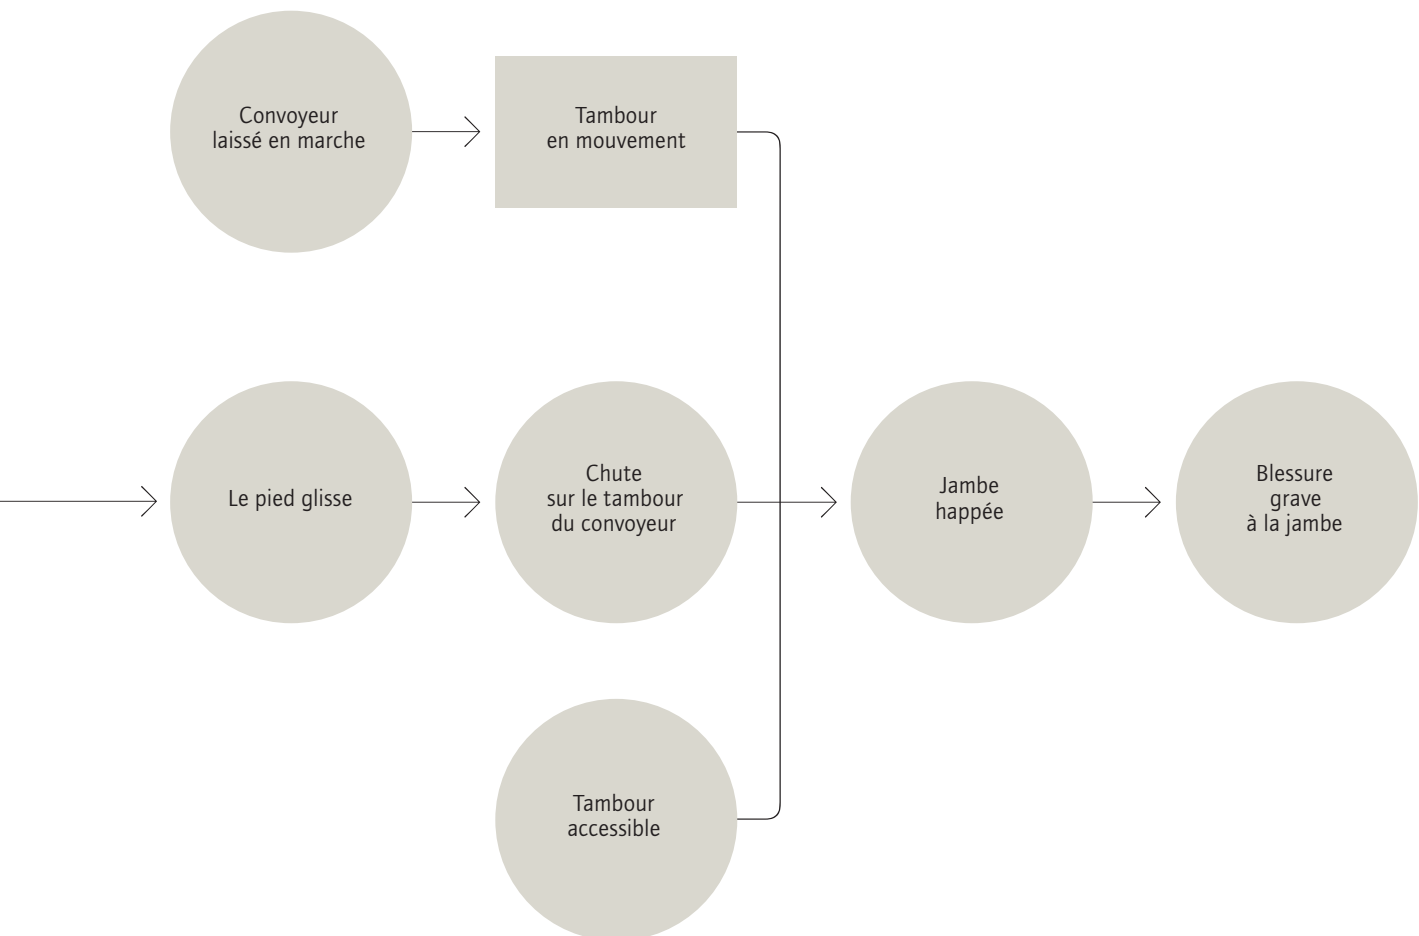 Convoyeur
laissé en marche
Tambour
en mouvement
Le pied glisse
Chute
sur le tambour
du convoyeur
Jambe
happée
Blessure
grave
à la jambe
Tambour
accessible